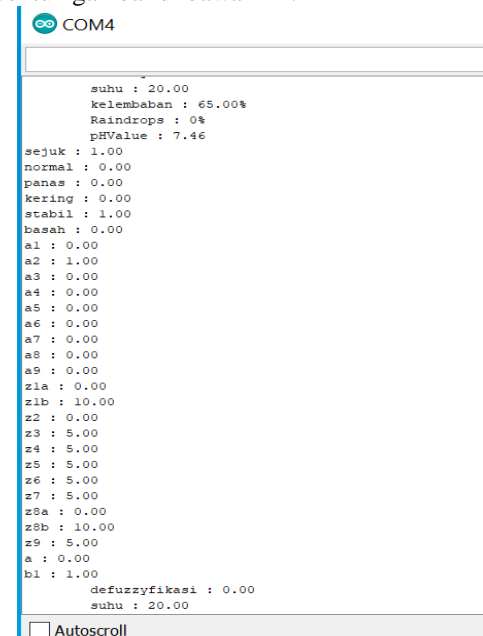 COM4
suhu : 20.00
kelembaban : 65.00%
Raindrops : 0%
pHValue : 7.46
sejuk : 1.00
normal : 0.00
panas : 0.00
kering : 0.00
stabil : 1.00
basah : 0.00
a1 : 0.00
a2 : 1.00
a3 : 0.00
a4 : 0.00
a5 : 0.00
a6 : 0.00
a7 : 0.00
a8 : 0.00
a9 : 0.00
z1a : 0.00
z1b : 10.00
z2 : 0.00
z3 : 5.00
z4 : 5.00
z5 : 5.00
z6 : 5.00
z7 : 5.00
z8a : 0.00
z8b : 10.00
z9 : 5.00
a : 0.00
b1 : 1.00
defuzzyfikasi : 0.00
suhu : 20.00
Autoscroll